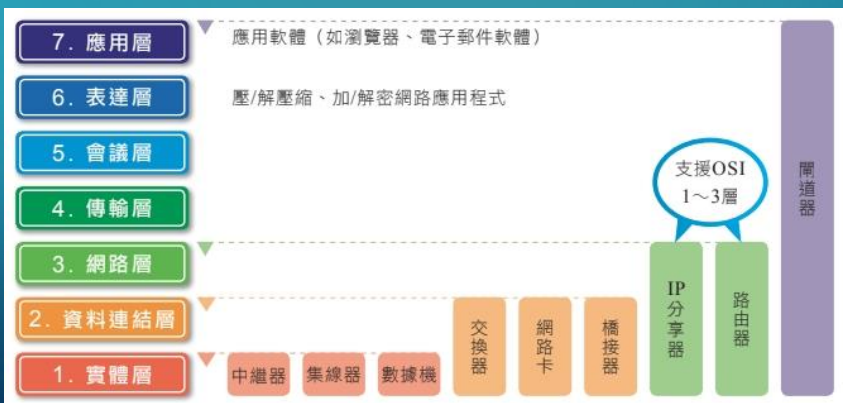 7. 應用層
應用軟體（如瀏覽器、電子郵件軟體）
6. 表達層
壓/解壓縮、加/解密網路應用程式
5. 會議層
支援OSI
1～3層
閘道器
4. 傳輸層
3. 網路層
IP分享器
路由器
2. 資料連結層
交換器
網路卡
橋接器
1. 實體層
中繼器
集線器
數據機